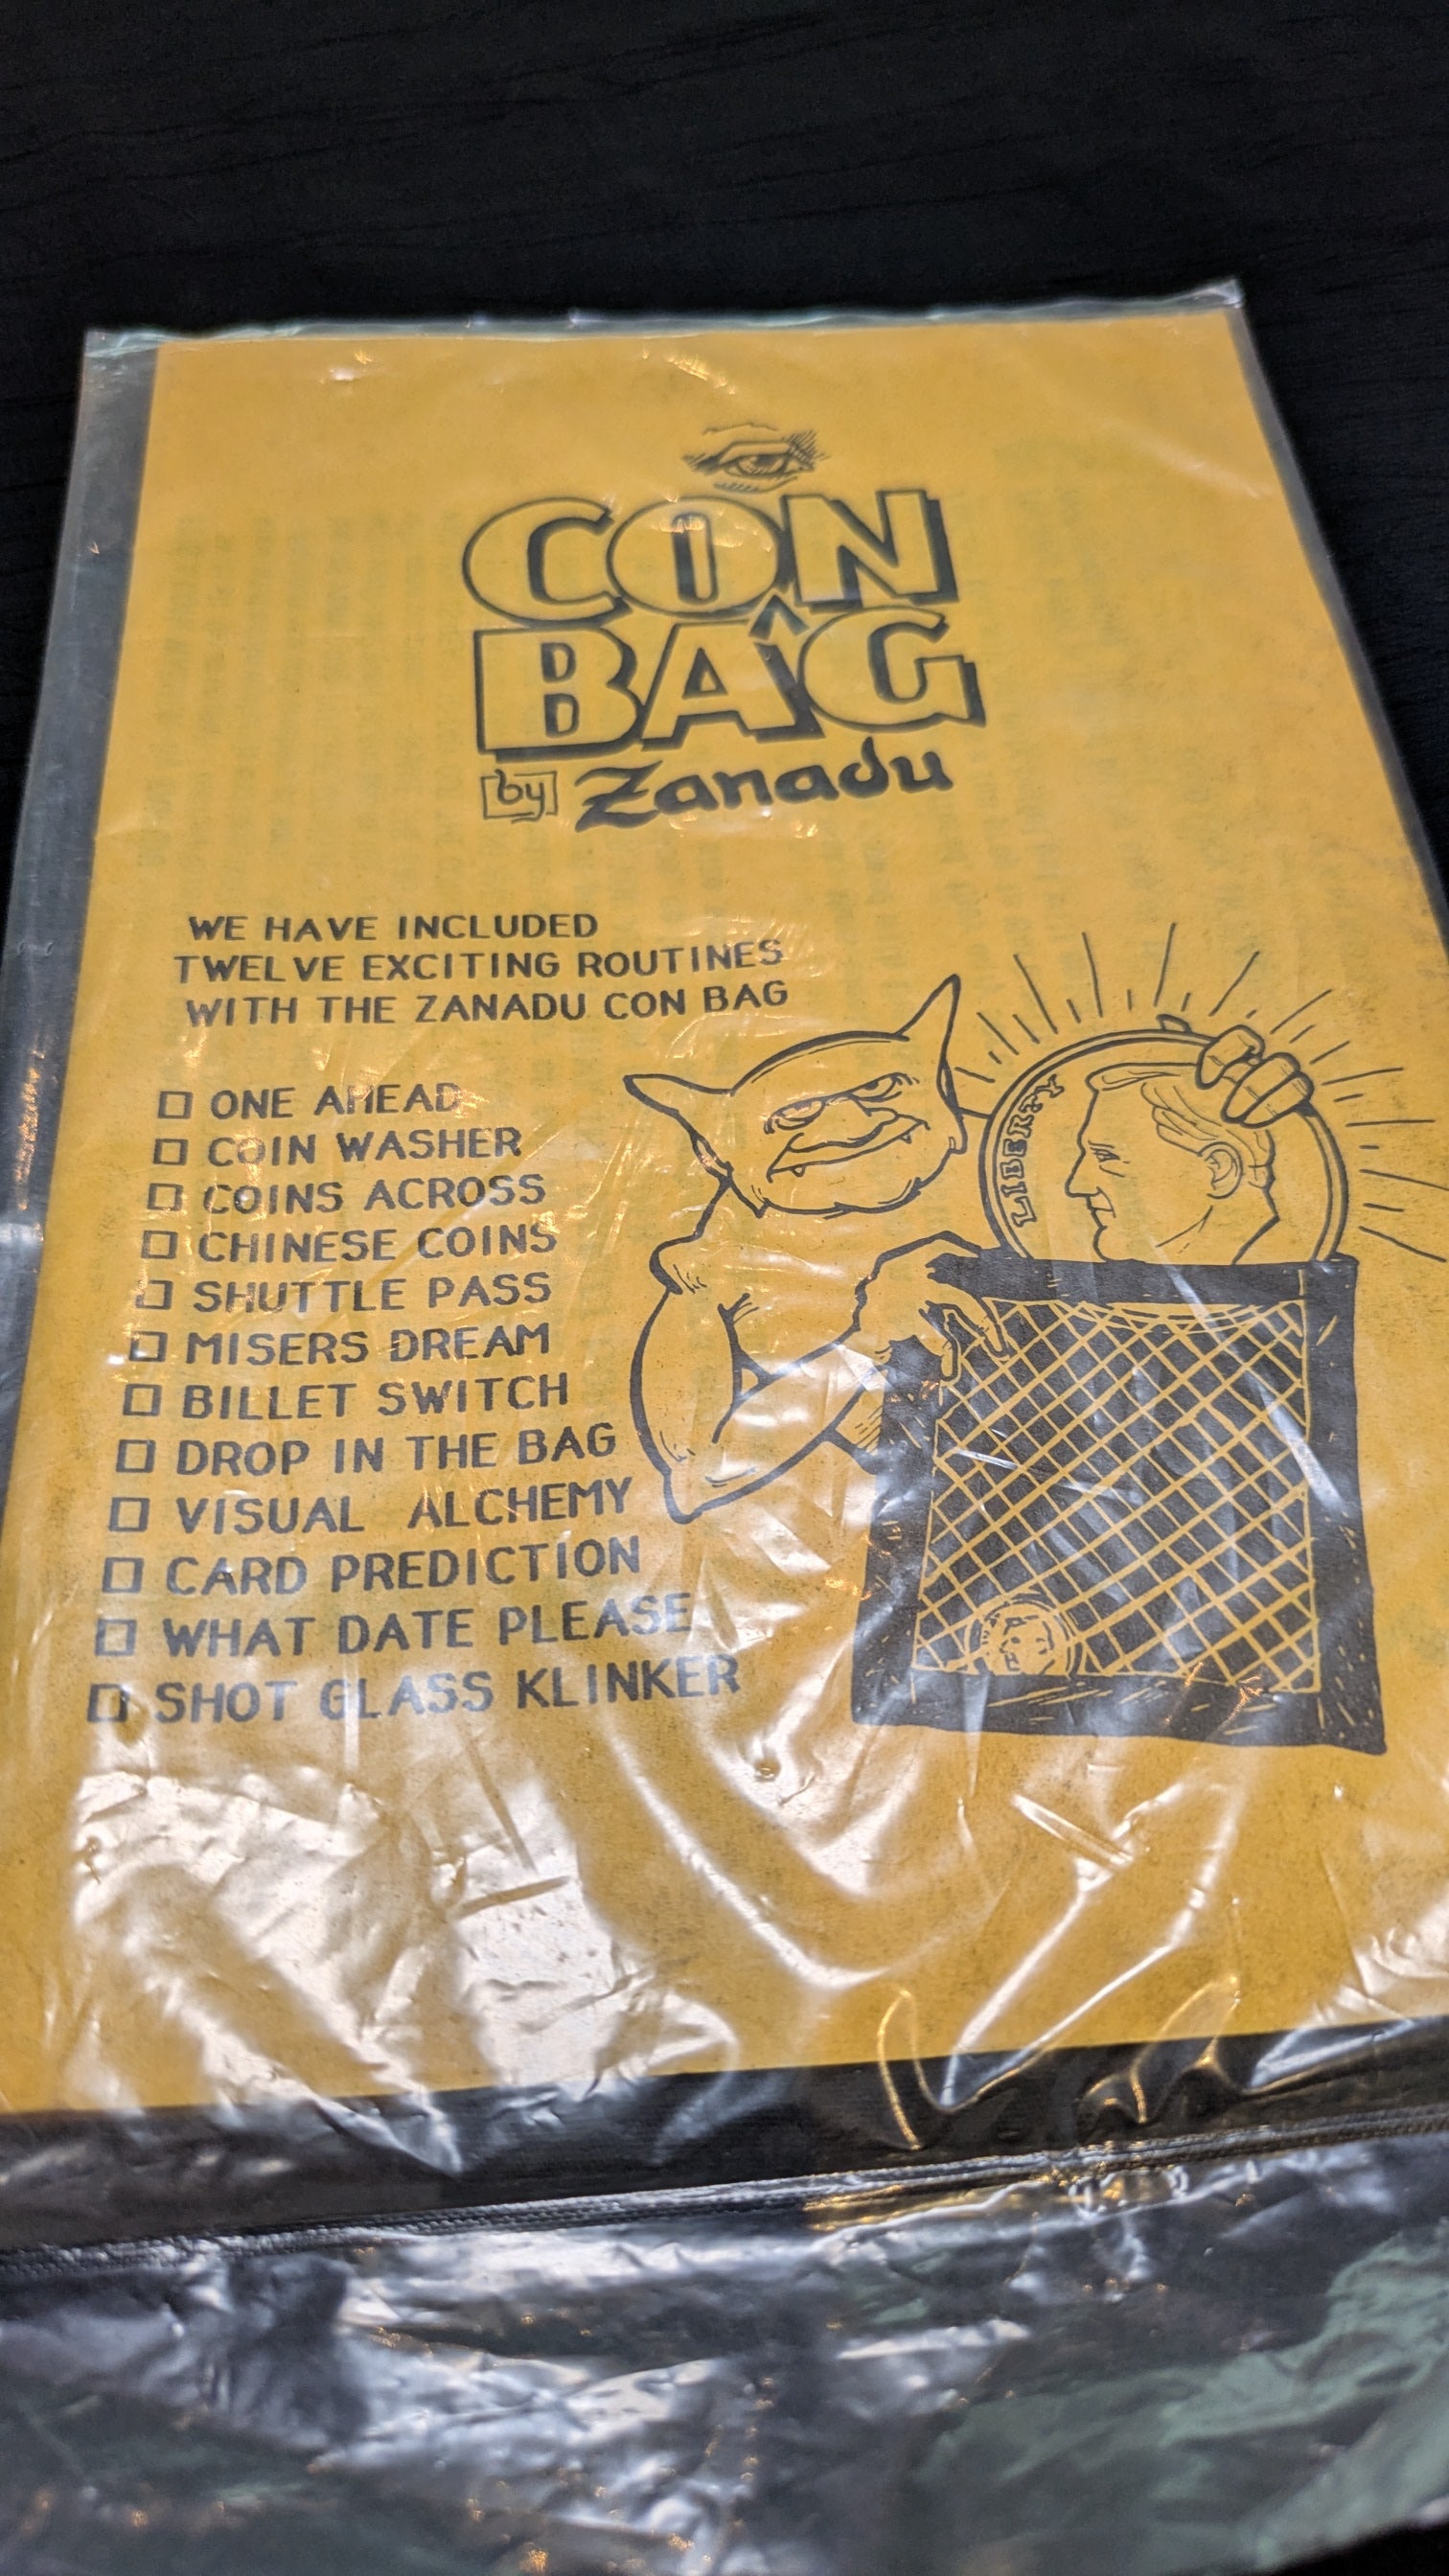 CON
BAG
by Zanadu
WE HAVE INCLUDED
TWELVE EXCITING ROUTINES
WITH THE ZANADU CON BAG
☐ ONE AHEAD
☐ COIN WASHER
☐ COINS ACROSS
☐ CHINESE COINS
☐ SHUTTLE PASS
☐ MISERS DREAM
☐ BILLET SWITCH
☐ DROP IN THE BAG
☐ VISUAL ALCHEMY
☐ CARD PREDICTION
☐ WHAT DATE PLEASE
☐ SHOT GLASS KLINKER
LIBERTY